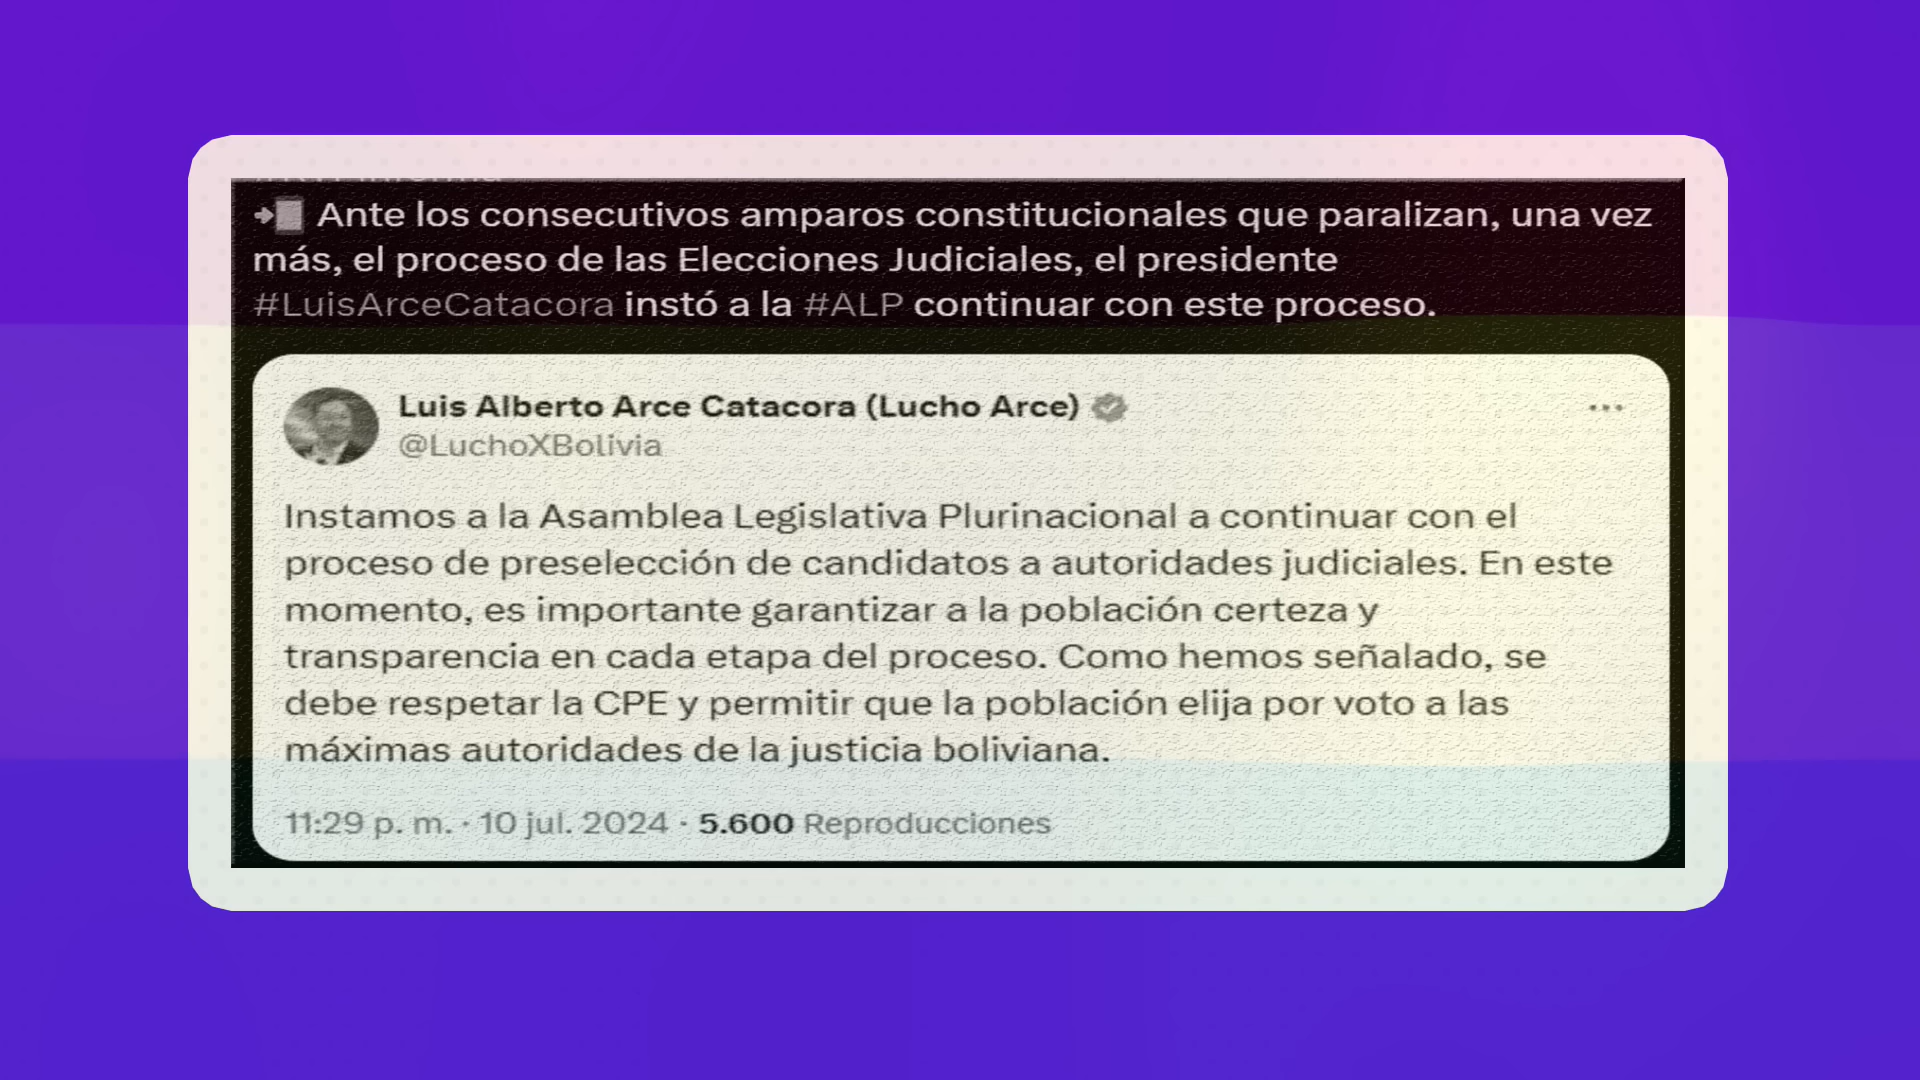 Ante los consecutivos amparos constitucionales que paralizan, una vez
más, el proceso de las Elecciones Judiciales, el presidente
#LuisArceCatacora instó a la #ALP continuar con este proceso.
Luis Alberto Arce Catacora (Lucho Arce)
@LuchoXBolivia
Instamos a la Asamblea Legislativa Plurinacional a continuar con el
proceso de preselección de candidatos a autoridades judiciales. En este
momento, es importante garantizar a la población certeza y
transparencia en cada etapa del proceso. Como hemos señalado, se
debe respetar la CPE y permitir que la población elija por voto a las
máximas autoridades de la justicia boliviana.
11:29 p. m. · 10 jul. 2024 · 5.600 Reproducciones